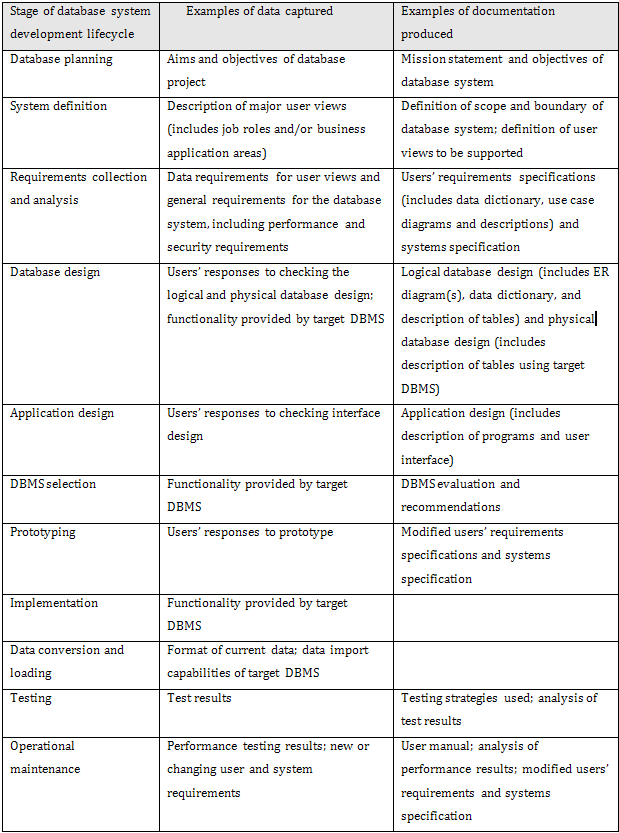 Stage of database system
development lifecycle
Examples of data captured
Examples of documentation
produced
Database planning
Aims and objectives of database
project
Mission statement and objectives of
database system
System definition
Description of major user views
(includes job roles and/or business
application areas)
Definition of scope and boundary of
database system; definition of user
views to be supported
Requirements collection
and analysis
Data requirements for user views and
general requirements for the database
system, including performance and
security requirements
Users’ requirements specifications
(includes data dictionary, use case
diagrams and descriptions) and
systems specification
Database design
Users’ responses to checking the
logical and physical database design;
functionality provided by target DBMS
Logical database design (includes ER
diagram(s), data dictionary, and
description of tables) and physical
database design (includes
description of tables using target
DBMS)
Application design
Users’ responses to checking interface
design
Application design (includes
description of programs and user
interface)
DBMS selection
Functionality provided by target
DBMS
DBMS evaluation and
recommendations
Prototyping
Users’ responses to prototype
Modified users’ requirements
specifications and systems
specification
Implementation
Functionality provided by target
DBMS
Data conversion and
loading
Format of current data; data import
capabilities of target DBMS
Testing
Test results
Testing strategies used; analysis of
test results
Operational
maintenance
Performance testing results; new or
changing user and system
requirements
User manual; analysis of
performance results; modified users’
requirements and systems
specification